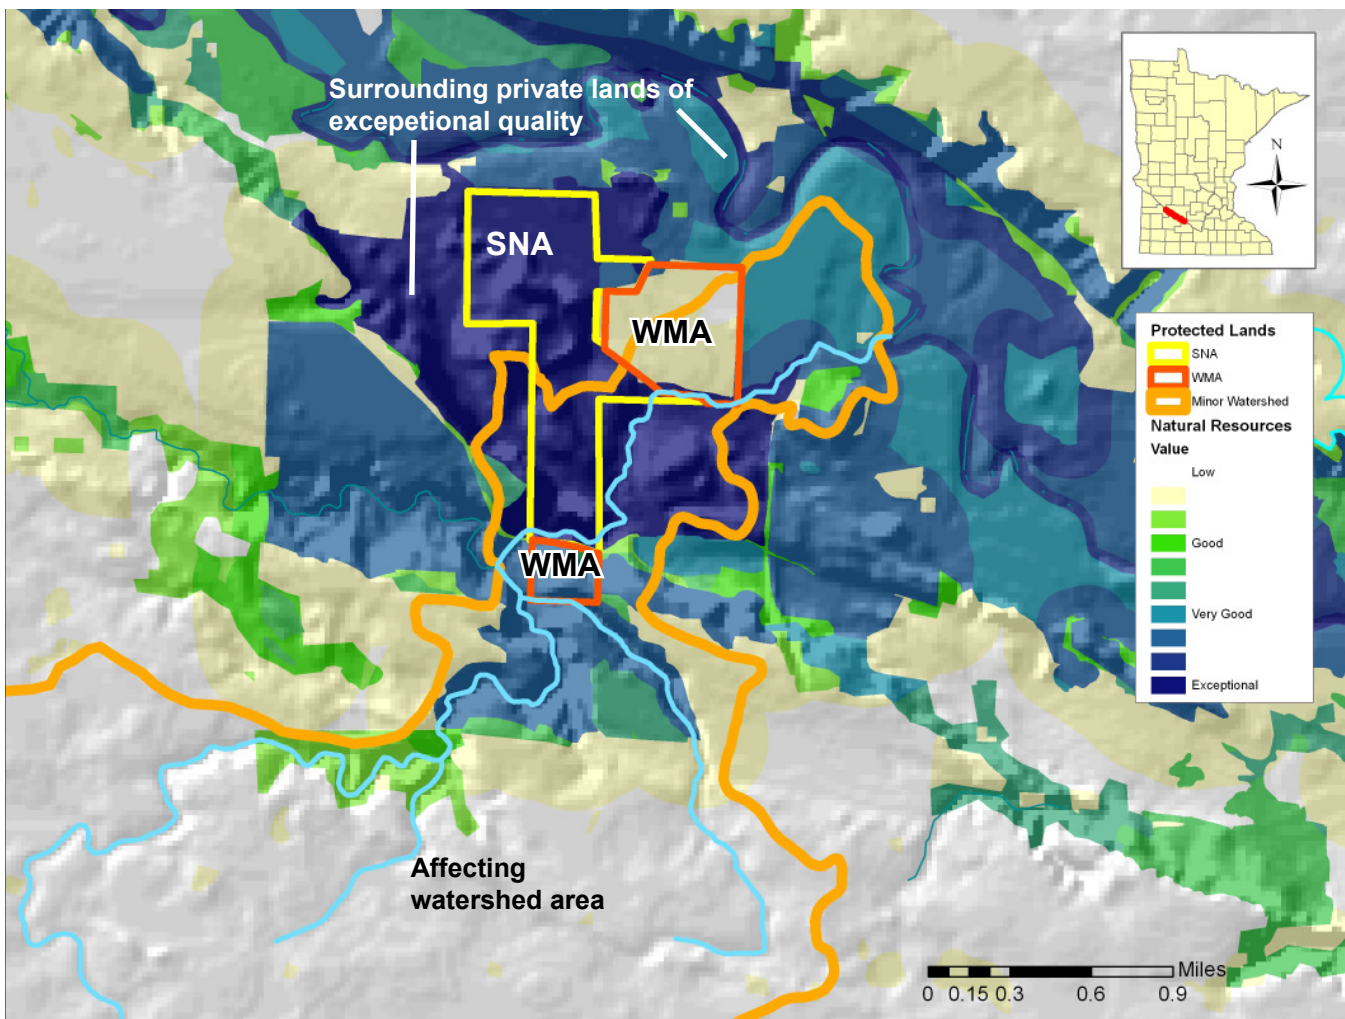 Surrounding private lands of
excepetional quality
SNA
WMA
WMA
Affecting
watershed area
N
Protected Lands
SNA
WMA
Minor Watershed
Natural Resources
Value
Low
Good
Very Good
Exceptional
Miles
0 0.15 0.3 0.6 0.9